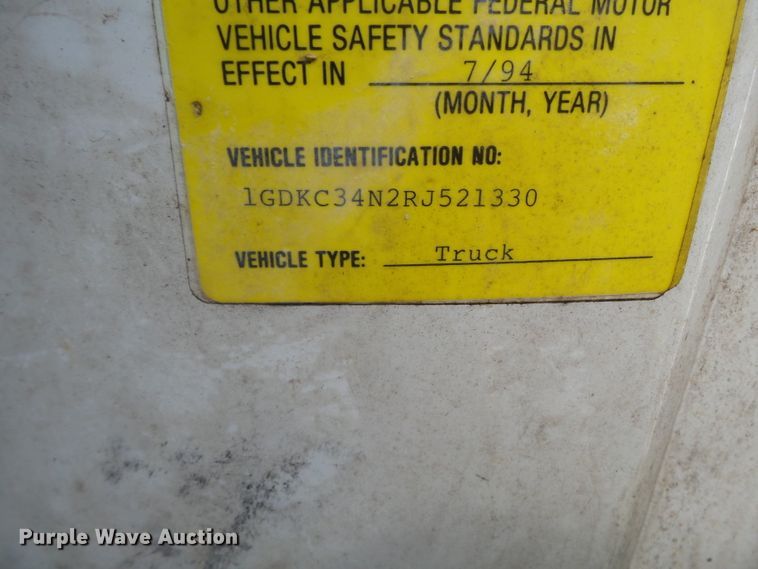 OTHER APPLICABLE FEDERAL MOTOR
VEHICLE SAFETY STANDARDS IN
EFFECT IN 7/94.
(MONTH, YEAR)
VEHICLE IDENTIFICATION NO:
1GDKC34N2RJ521330
VEHICLE TYPE: Truck
Purple Wave Auction